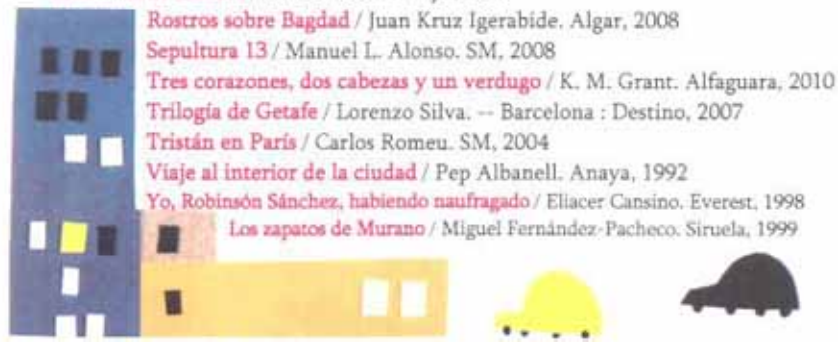 Rostros sobre Bagdad / Juan Kruz Igerabide. Algar, 2008
Sepultura 13 / Manuel L. Alonso. SM, 2008
Tres corazones, dos cabezas y un verdugo / K. M. Grant. Alfaguara, 2010
Trilogía de Getafe / Lorenzo Silva. -- Barcelona : Destino, 2007
Tristán en París / Carlos Romeu. SM, 2004
Viaje al interior de la ciudad / Pep Albanell. Anaya, 1992
Yo, Robinsón Sánchez, habiendo naufragado / Eliacer Cansino. Everest, 1998
Los zapatos de Murano / Miguel Fernández-Pacheco. Siruela, 1999